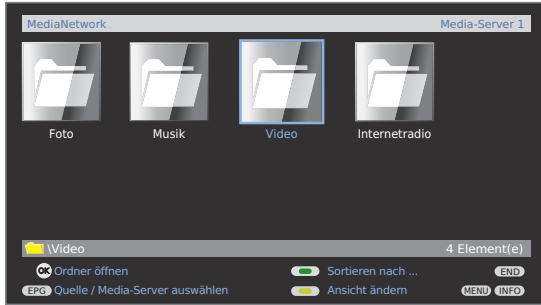 MediaNetwork Media-Server 1
Foto Musik Video Internetradio
\Video 4 Element(e)
OK Ordner öffnen Sortieren nach ... END
EPG Quelle / Media-Server auswählen Ansicht ändern MENU INFO